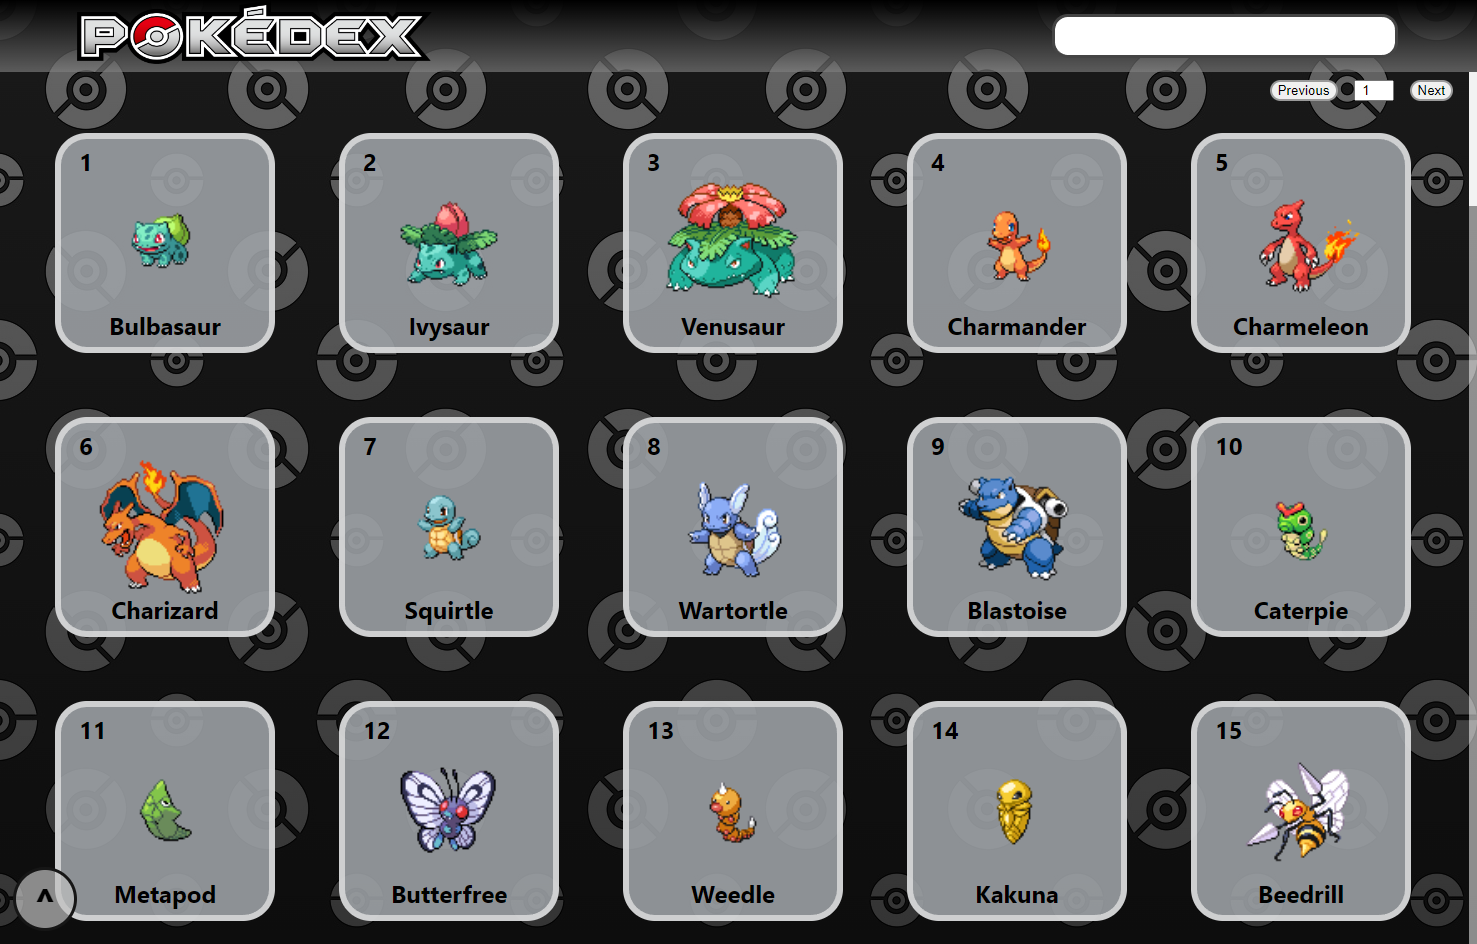 POKÉDEX
Previous 1 Next
1 2 3 4 5
Bulbasaur Ivysaur Venusaur Charmander Charmeleon
6 7 8 9 10
Charizard Squirtle Wartortle Blastoise Caterpie
11 12 13 14 15
^ Metapod Butterfree Weedle Kakuna Beedrill